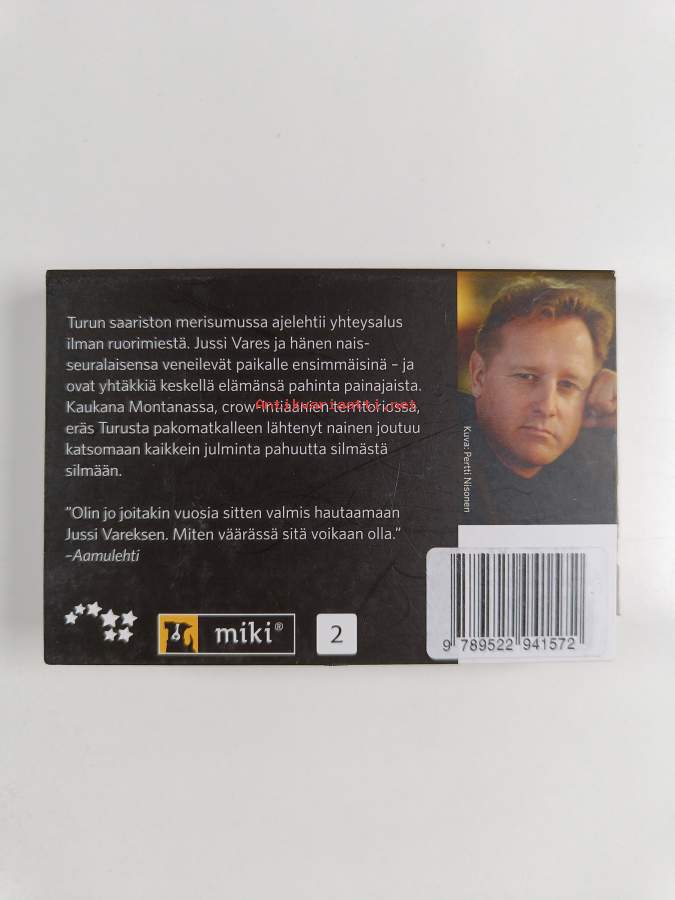 Turun saariston merisumussa ajelehtii yhteysalus
ilman ruorimiestä. Jussi Vares ja hänen nais-
seuralaisensa veneilevät paikalle ensimmäisinä – ja
ovat yhtäkkiä keskellä elämänsä pahinta painajaista.
Kaukana Montanassa, crow-intiaanien territoriossa,
Antikvariantti.net
eräs Turusta pakomatkalleen lähtenyt nainen joutuu
katsomaan kaikkein julminta pahuutta silmästä
silmään.
”Olin jo joitakin vuosia sitten valmis hautaamaan
Jussi Vareksen. Miten väärässä sitä voikaan olla.”
–Aamulehti
miki®
2
Kuva: Pertti Nisonen
9 789522 941572